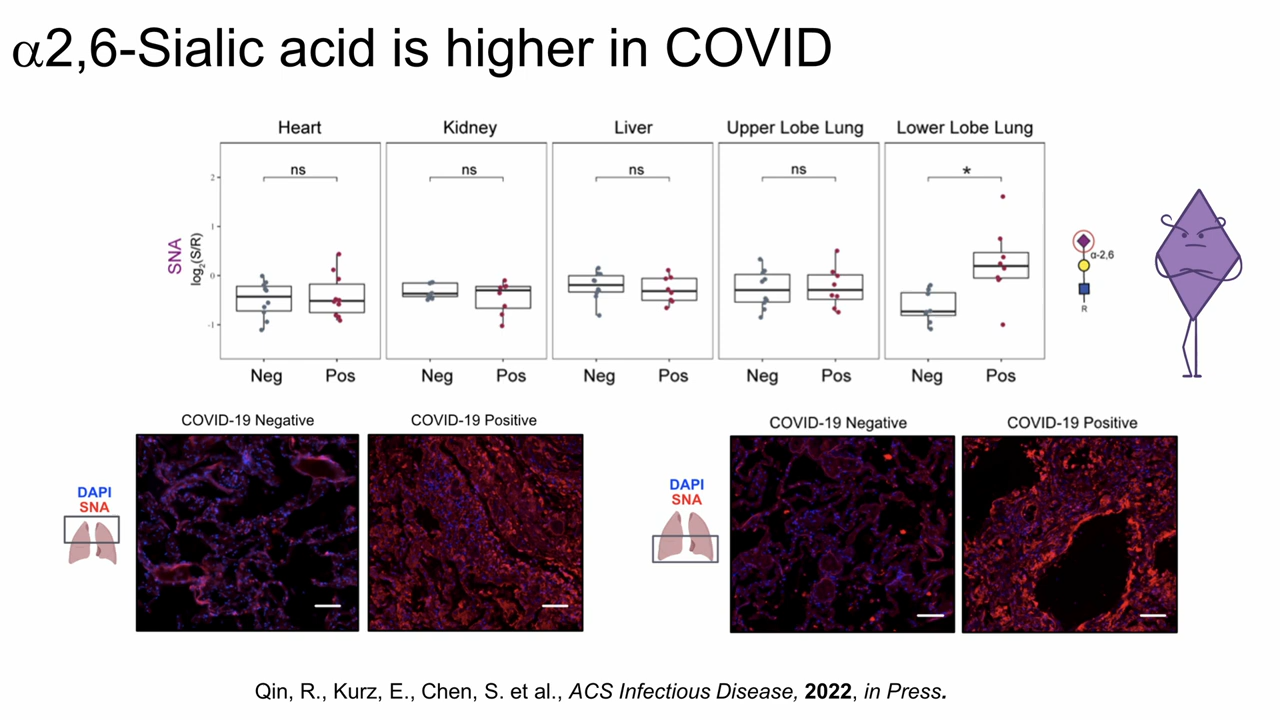 α2,6-Sialic acid is higher in COVID
Heart Kidney Liver Upper Lobe Lung Lower Lobe Lung
ns ns ns ns *
SNA
log2(S/R)
2
1
0
-1
Neg Pos Neg Pos Neg Pos Neg Pos Neg Pos
α-2,6
R
COVID-19 Negative COVID-19 Positive
DAPI
SNA
COVID-19 Negative COVID-19 Positive
DAPI
SNA
Qin, R., Kurz, E., Chen, S. et al., ACS Infectious Disease, 2022, in Press.